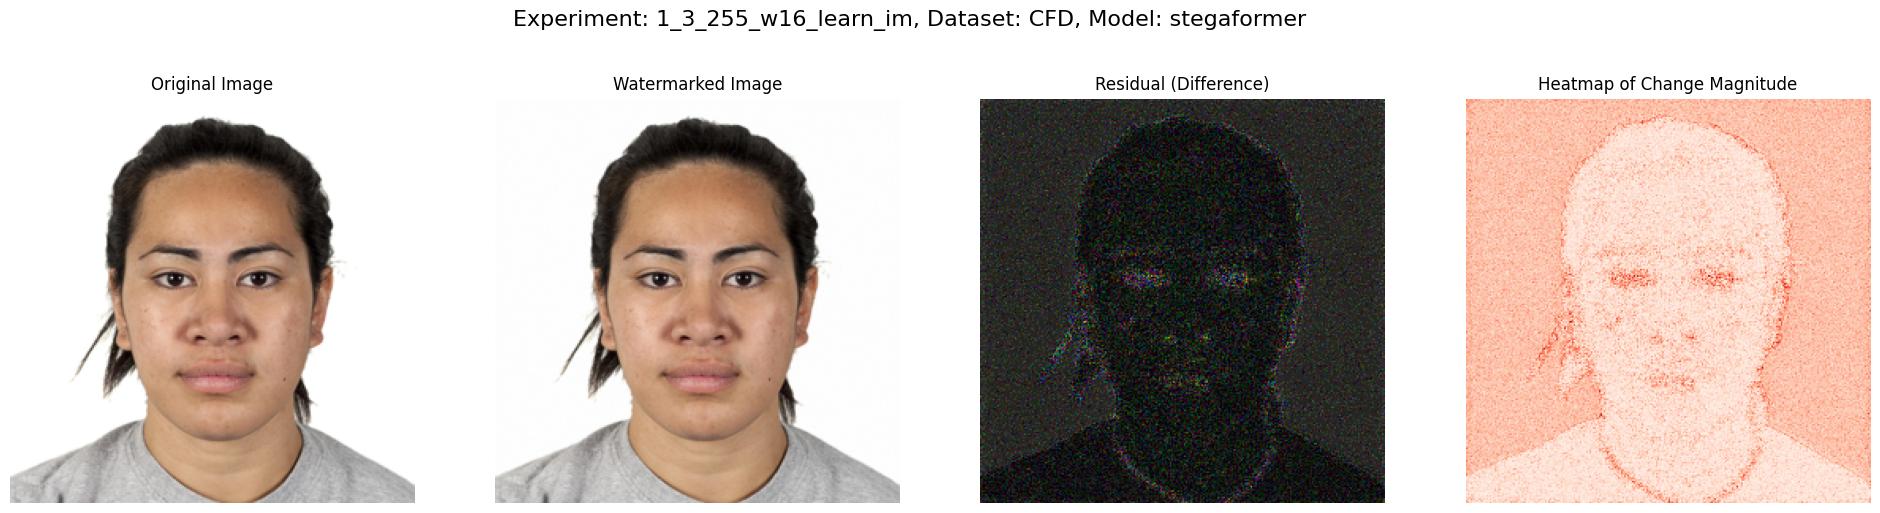 Experiment: 1_3_255_w16_learn_im, Dataset: CFD, Model: stegaformer
Original Image
Watermarked Image
Residual (Difference)
Heatmap of Change Magnitude